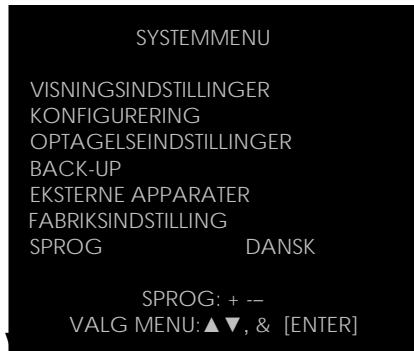 SYSTEMMENU
VISNINGSINDSTILLINGER
KONFIGURERING
OPTAGELSEINDSTILLINGER
BACK-UP
EKSTERNE APPARATER
FABRIKSINDSTILLING
SPROG DANSK
SPROG: + -–
VALG MENU:▲▼, & [ENTER]